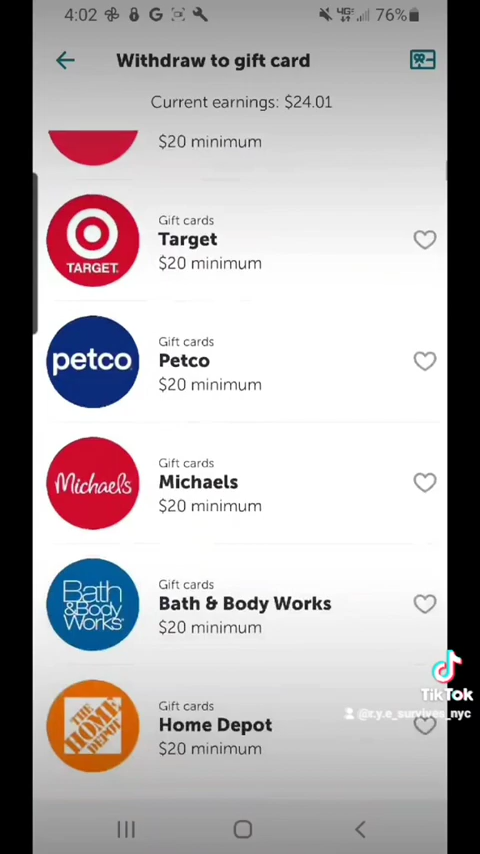 4:02
G
4G
76%
Withdraw to gift card
Current earnings: $24.01
$20 minimum
TARGET
Gift cards
Target
$20 minimum
petco
Gift cards
Petco
$20 minimum
Michaels
Gift cards
Michaels
$20 minimum
Bath
&Body
Works
Gift cards
Bath & Body Works
$20 minimum
TikTok
@r.y.e_survives_nyc
THE
HOME
DEPOT
Gift cards
Home Depot
$20 minimum